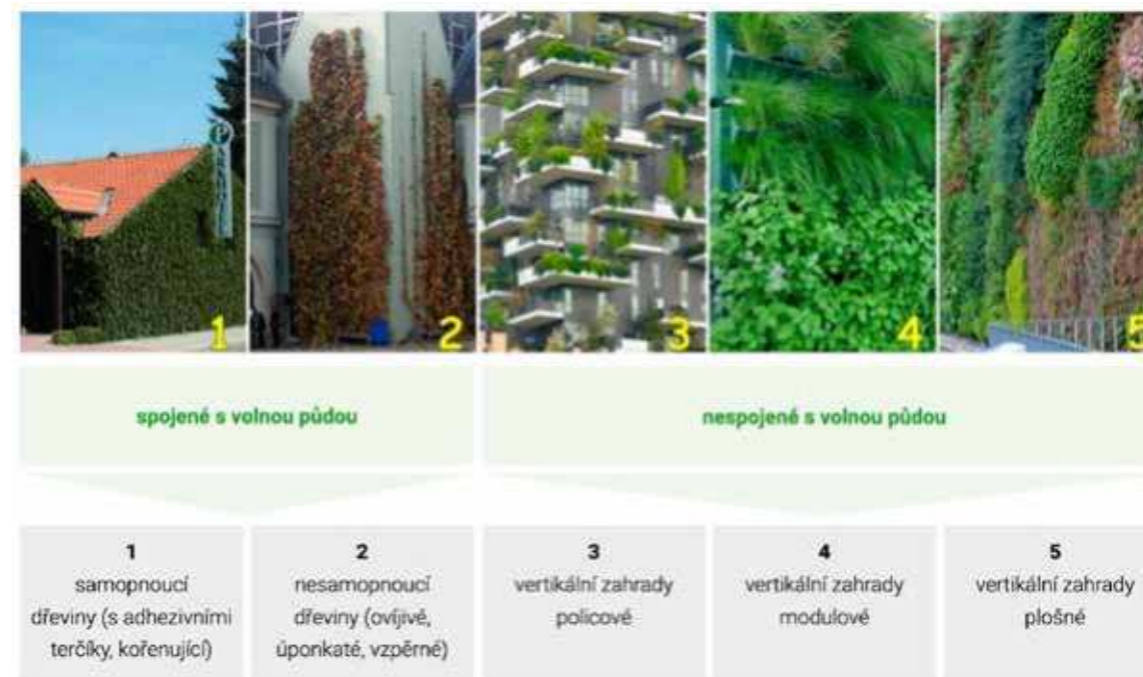 1
2
3
4
5
spojené s volnou půdou
nespojené s volnou půdou
1
samopnoucí
dřeviny (s adhezivními
terčíky, kořenující)
2
nesamopnoucí
dřeviny (ovíjivé,
úponkaté, vzpěrné)
3
vertikální zahrady
policové
4
vertikální zahrady
modulové
5
vertikální zahrady
plošné